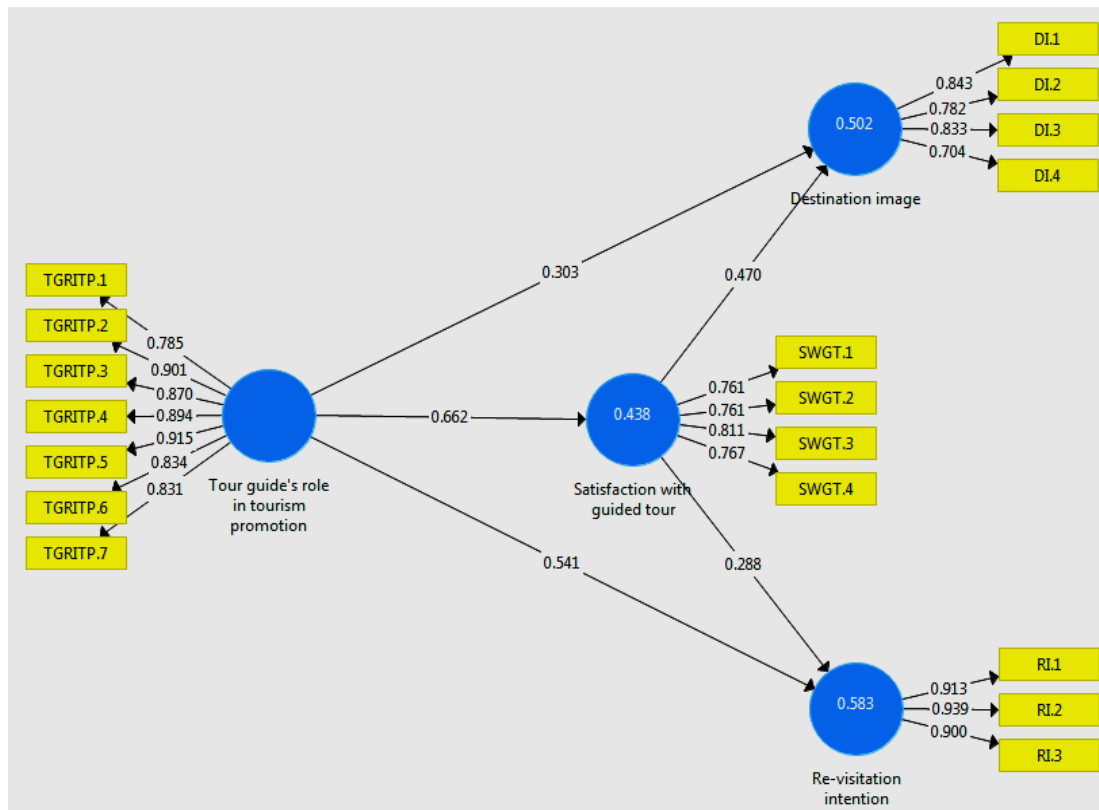 DI.1
0.843
DI.2
0.782
0.502
0.833
DI.3
0.704
DI.4
Destination image
0.303
0.470
TGRITP.1
TGRITP.2
TGRITP.3
TGRITP.4
TGRITP.5
TGRITP.6
TGRITP.7
0.785
0.901
0.870
0.894
0.915
0.834
0.831
Tour guide's role
in tourism
promotion
0.662
0.438
Satisfaction with
guided tour
0.761
0.761
0.811
0.767
SWGT.1
SWGT.2
SWGT.3
SWGT.4
0.541
0.288
0.583
Re-visitation
intention
0.913
0.939
0.900
RI.1
RI.2
RI.3